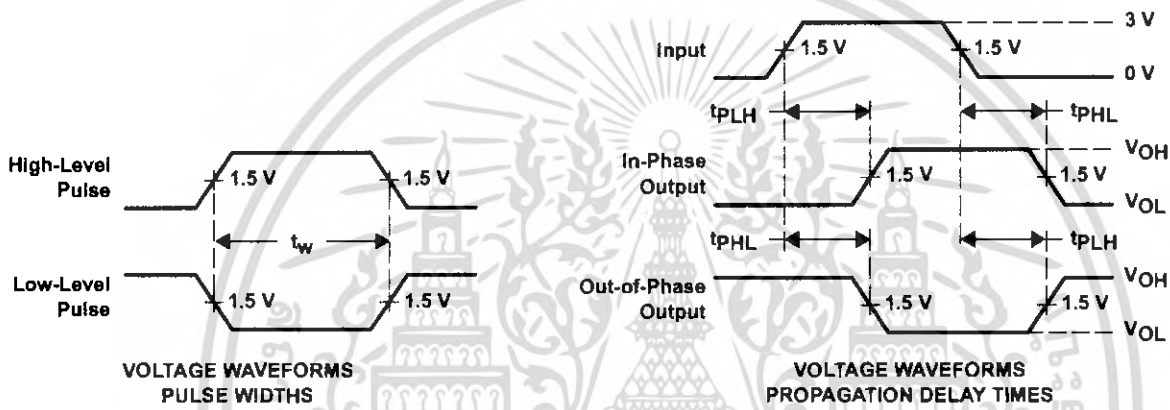 High-Level
Pulse
1.5 V
1.5 V
tw
Low-Level
Pulse
1.5 V
1.5 V
VOLTAGE WAVEFORMS
PULSE WIDTHS
Input
1.5 V
1.5 V
3 V
0 V
tPLH
tPHL
In-Phase
Output
1.5 V
1.5 V
VOH
VOL
tPHL
tPLH
Out-of-Phase
Output
1.5 V
1.5 V
VOH
VOL
VOLTAGE WAVEFORMS
PROPAGATION DELAY TIMES